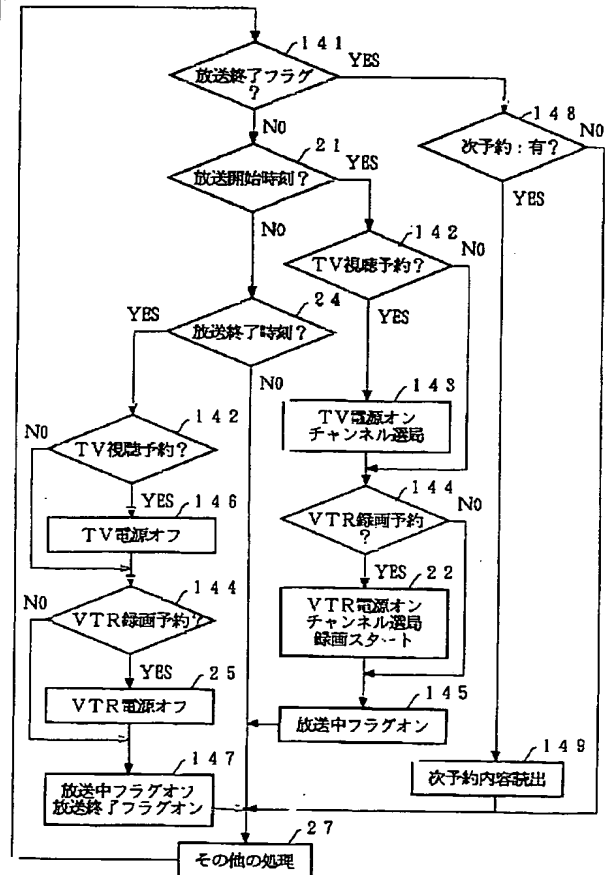 141
放送終了フラグ
?
YES
NO
148
次予約:有?
NO
YES
21
放送開始時刻?
YES
NO
142
TV視聴予約?
NO
YES
24
放送終了時刻?
YES
NO
143
TV電源オン
チャンネル選局
142
TV視聴予約?
NO
YES
144
VTR録画予約
?
NO
YES
146
TV電源オフ
22
VTR電源オン
チャンネル選局
録画スタート
144
VTR録画予約?
NO
YES
25
VTR電源オフ
145
放送中フラグオン
147
放送中フラグオフ
放送終了フラグオン
149
次予約内容読出
27
その他の処理